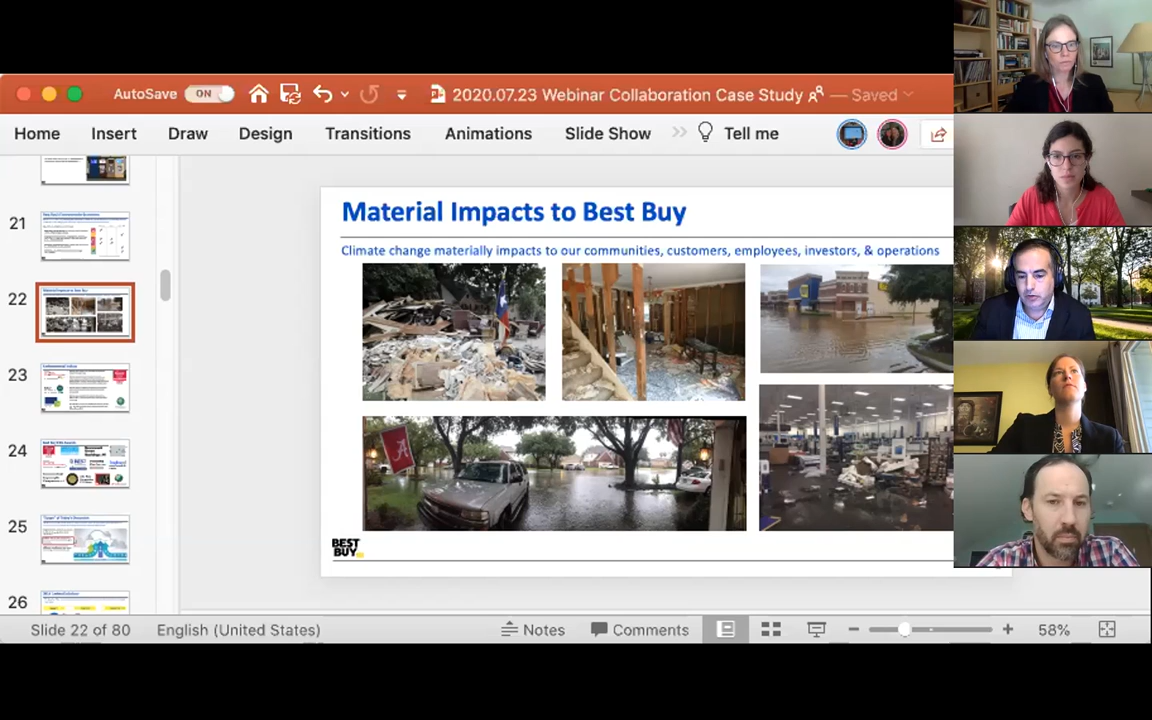 AutoSave ON 2020.07.23 Webinar Collaboration Case Study — Saved
Home Insert Draw Design Transitions Animations Slide Show Tell me
21
22
23
24
25
26
Material Impacts to Best Buy
Climate change materially impacts to our communities, customers, employees, investors, & operations
BEST
BUY
Slide 22 of 80 English (United States) Notes Comments 58%